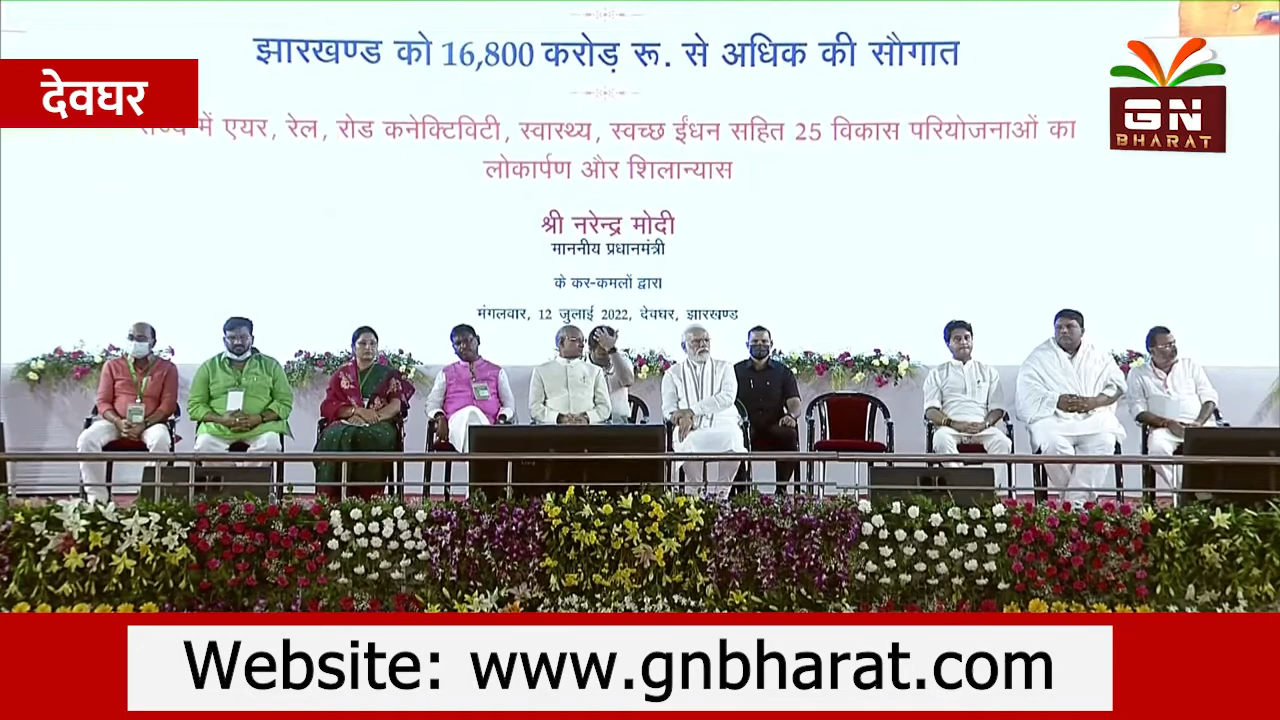 झारखण्ड को 16,800 करोड़ रू. से अधिक की सौगात
देवघर
GN
BHARAT
राज्य में एयर, रेल, रोड कनेक्टिविटी, स्वास्थ्य, स्वच्छ ईंधन सहित 25 विकास परियोजनाओं का
लोकार्पण और शिलान्यास
श्री नरेन्द्र मोदी
माननीय प्रधानमंत्री
के कर-कमलों द्वारा
मंगलवार, 12 जुलाई 2022, देवघर, झारखण्ड
Website: www.gnbharat.com